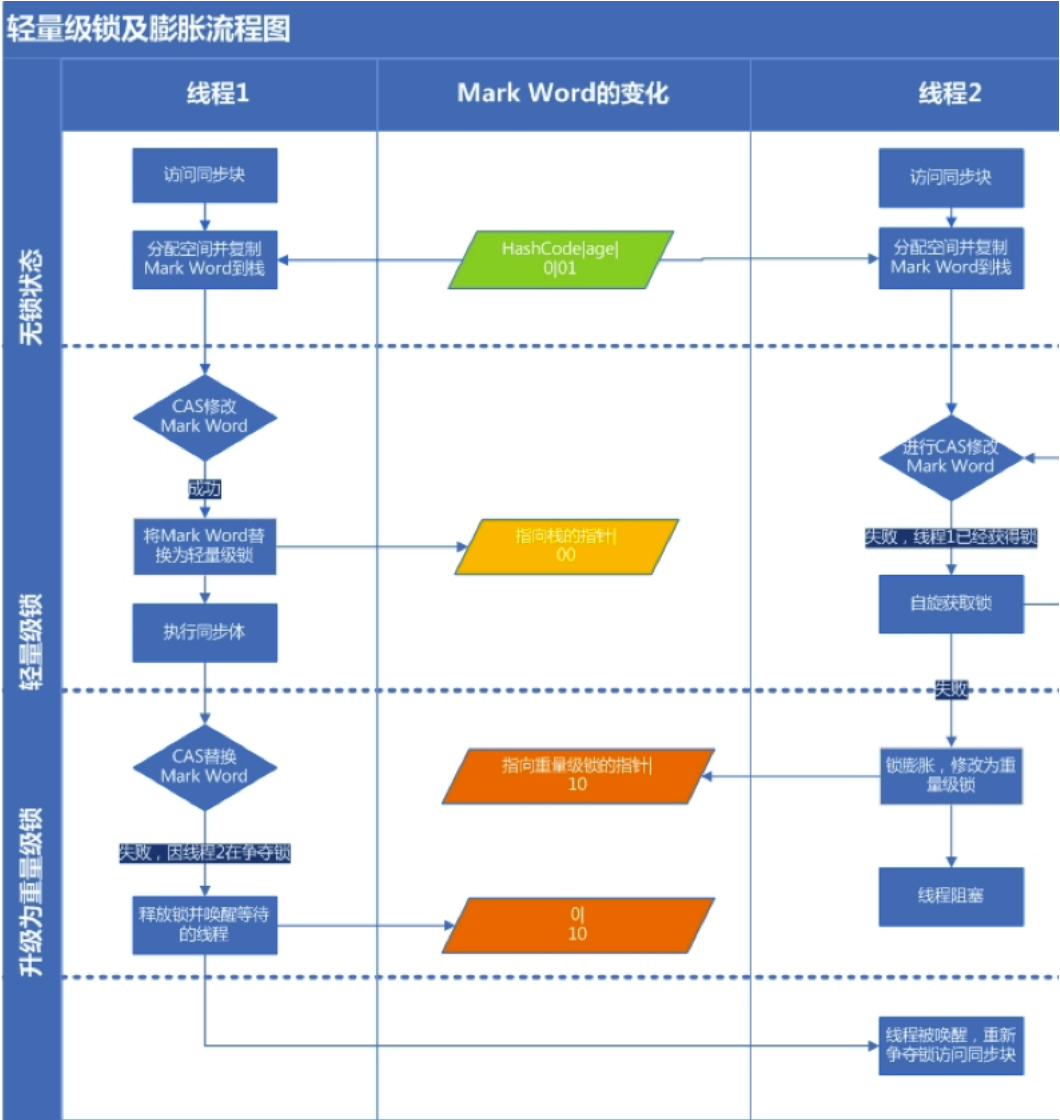 轻量级锁及膨胀流程图
线程1
Mark Word的变化
线程2
无锁状态
访问同步块
访问同步块
分配空间并复制
Mark Word到栈
HashCode|age|
0|01
分配空间并复制
Mark Word到栈
轻量级锁
CAS修改
Mark Word
进行CAS修改
Mark Word
成功
失败，线程1已经获得锁
将Mark Word替
换为轻量级锁
指向栈的指针|
00
自旋获取锁
执行同步体
失败
升级为重量级锁
CAS替换
Mark Word
指向重量级锁的指针|
10
锁膨胀，修改为重
量级锁
失败，因线程2在争夺锁
线程阻塞
释放锁并唤醒等待
的线程
0|
10
线程被唤醒，重新
争夺锁访问同步块